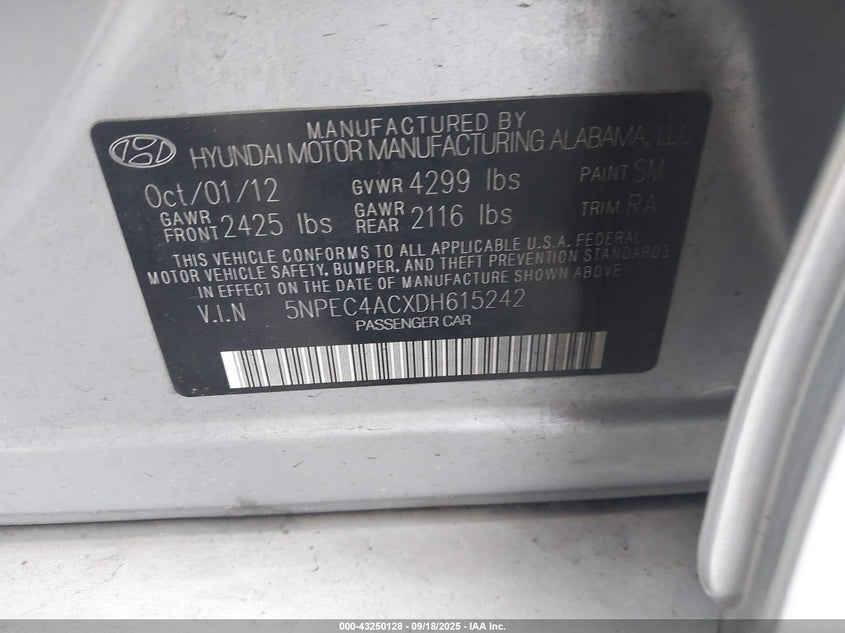 MANUFACTURED BY
HYUNDAI MOTOR MANUFACTURING ALABAMA, LLC
Oct/01/12 GVWR 4299 lbs PAINT SM
GAWR FRONT 2425 lbs GAWR REAR 2116 lbs TRIM RA
THIS VEHICLE CONFORMS TO ALL APPLICABLE U.S.A. FEDERAL
MOTOR VEHICLE SAFETY, BUMPER, AND THEFT PREVENTION STANDARDS
IN EFFECT ON THE DATE OF MANUFACTURE SHOWN ABOVE
V.I.N 5NPEC4ACXDH615242
PASSENGER CAR
000-43250128 - 09/18/2025 - IAA Inc.